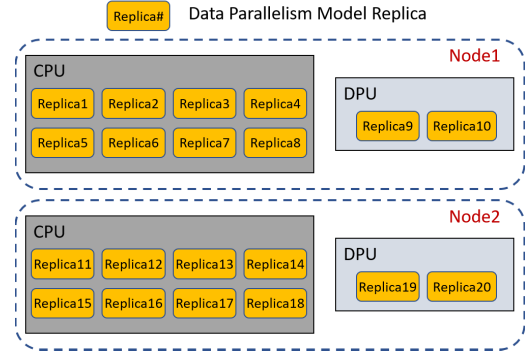 Replica# Data Parallelism Model Replica
Node1
CPU
Replica1 Replica2 Replica3 Replica4
Replica5 Replica6 Replica7 Replica8
DPU
Replica9 Replica10
Node2
CPU
Replica11 Replica12 Replica13 Replica14
Replica15 Replica16 Replica17 Replica18
DPU
Replica19 Replica20